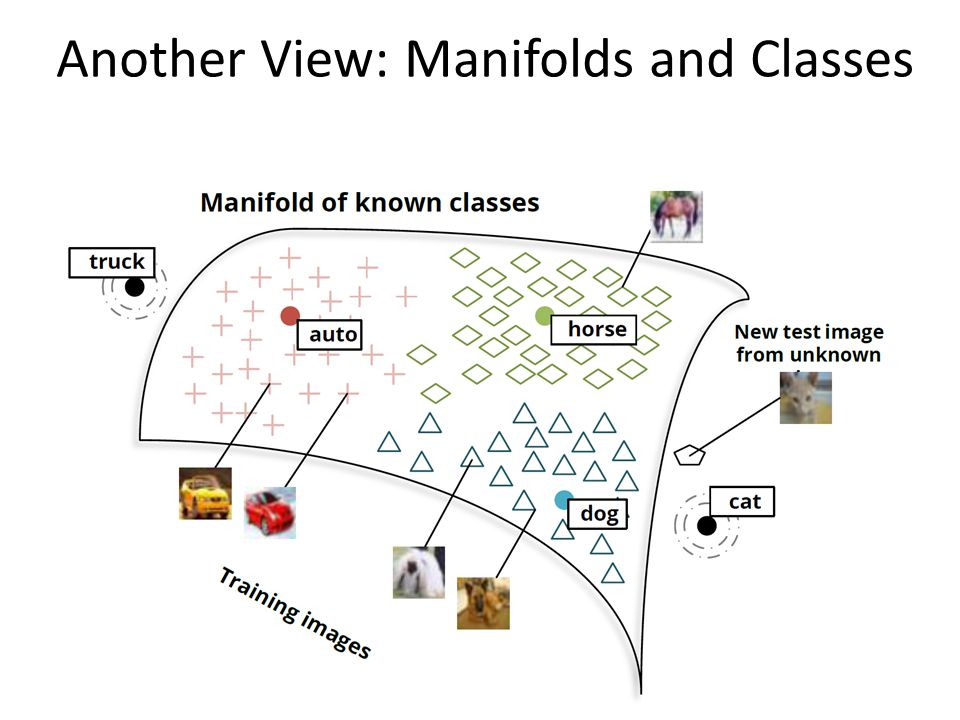 Another View: Manifolds and Classes
Manifold of known classes
truck
auto
horse
New test image
from unknown
cat
dog
Training images